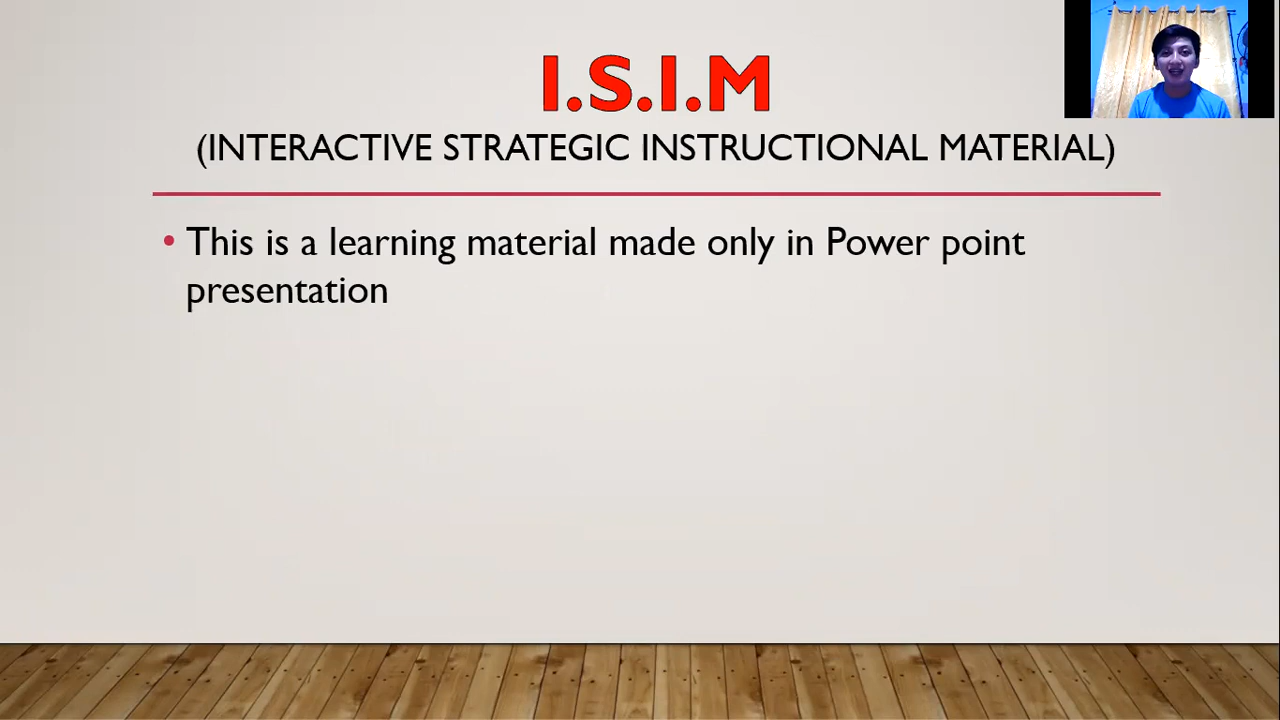 I.S.I.M
(INTERACTIVE STRATEGIC INSTRUCTIONAL MATERIAL)
• This is a learning material made only in Power point
presentation